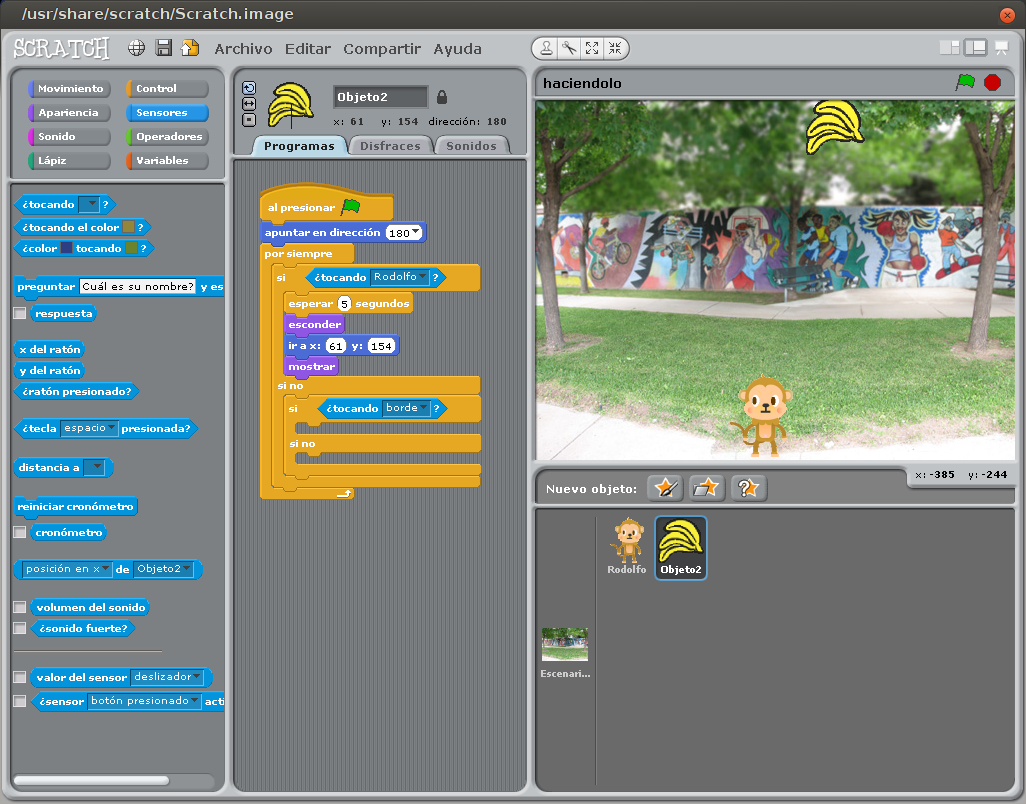 /usr/share/scratch/Scratch.image
SCRATCH
Archivo Editar Compartir Ayuda
Movimiento Control
Apariencia Sensores
Sonido Operadores
Lápiz Variables
¿tocando ?
¿tocando el color ?
¿color tocando ?
preguntar Cuál es su nombre? y es
respuesta
x del ratón
y del ratón
¿ratón presionado?
¿tecla espacio presionada?
distancia a
reiniciar cronómetro
cronómetro
posición en x de Objeto2
volumen del sonido
¿sonido fuerte?
valor del sensor deslizador
¿sensor botón presionado acti
Objeto2
x: 61 y: 154 dirección: 180
Programas Disfraces Sonidos
al presionar
apuntar en dirección 180
por siempre
si ¿tocando Rodolfo ?
esperar 5 segundos
esconder
ir a x: 61 y: 154
mostrar
si no
si ¿tocando borde ?
si no
haciendolo
x: -385 y: -244
Nuevo objeto:
Rodolfo Objeto2
Escenari...